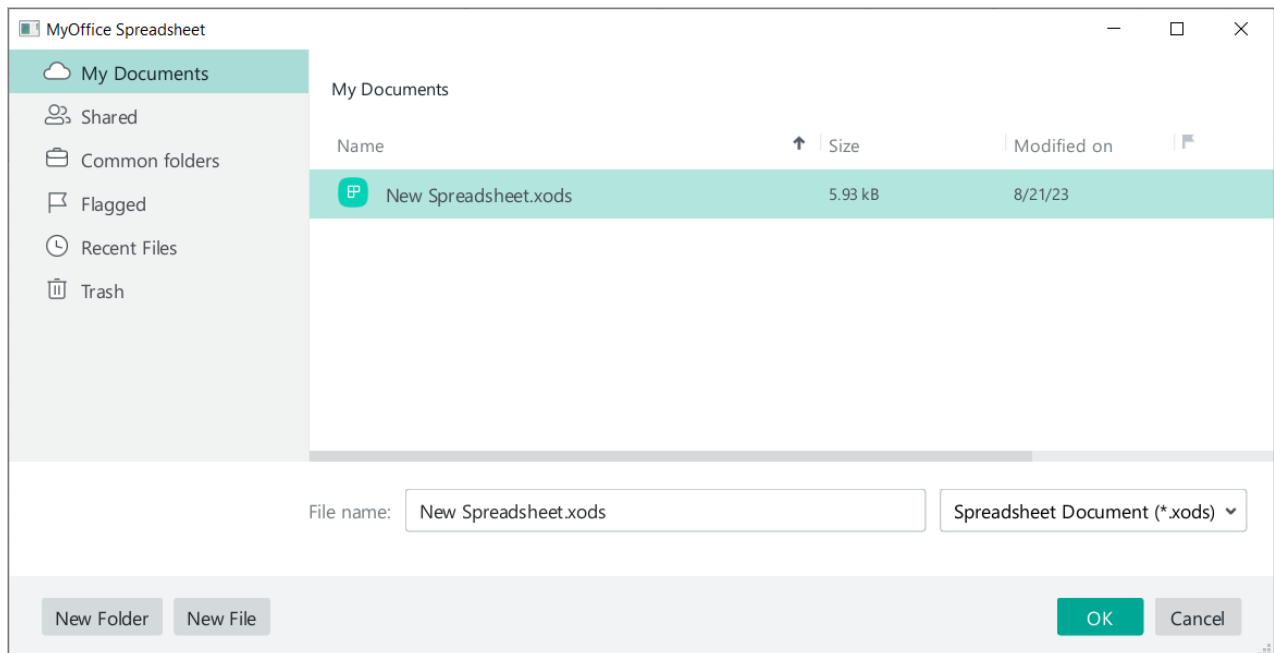 MyOffice Spreadsheet
My Documents
Shared
Common folders
Flagged
Recent Files
Trash
My Documents
Name Size Modified on
New Spreadsheet.xods 5.93 kB 8/21/23
File name: New Spreadsheet.xods Spreadsheet Document (*.xods)
New Folder New File OK Cancel